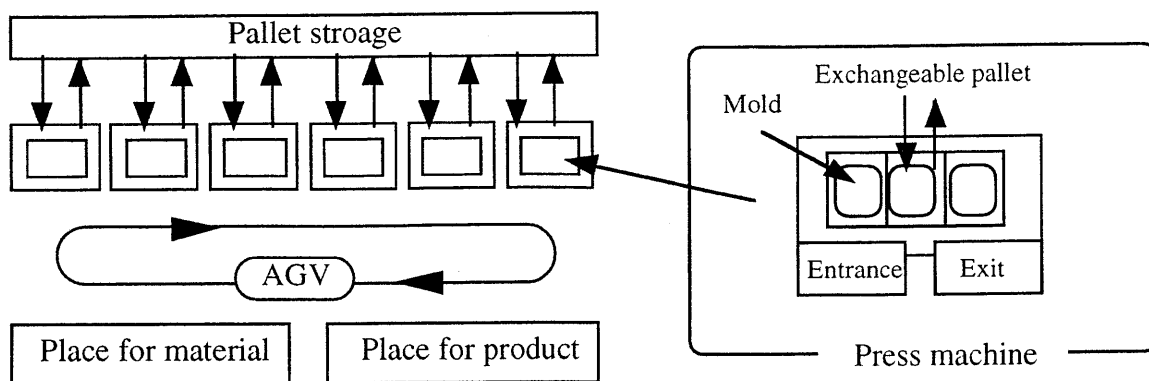 Pallet stroage
Exchangeable pallet
Mold
AGV
Entrance
Exit
Place for material
Place for product
Press machine